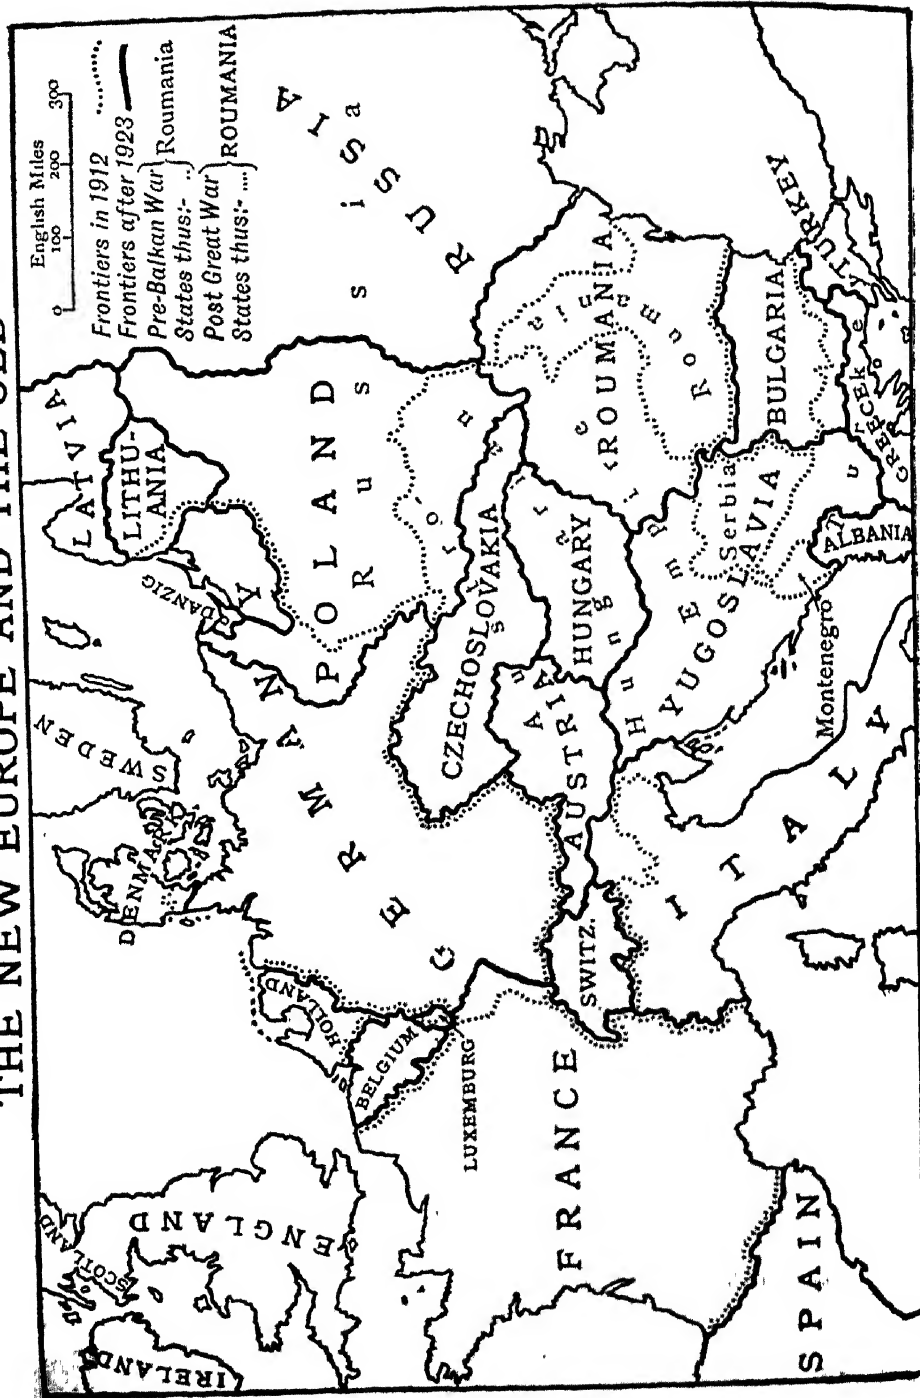 THE NEW EUROPE AND THE OLD
English Miles
0 100 200 300
Frontiers in 1912
Frontiers after 1923
Pre-Balkan War
States thus:- .. } Roumania
Post Great War
States thus:- .... } ROUMANIA
SCOTLAND
IRELAND
ENGLAND
DENMARK
SWEDEN
LATVIA
LITHU-
ANIA
DANZIG
HOLLAND
BELGIUM
LUXEMBURG
GERMANY
POLAND
RUSSIA
Russia
FRANCE
SWITZ.
AUSTRIA
CZECHOSLOVAKIA
HUNGARY
ROUMANIA
Roumania
SPAIN
ITALY
YUGOSLAVIA
Serbia
Montenegro
ALBANIA
BULGARIA
GREECE
TURKEY